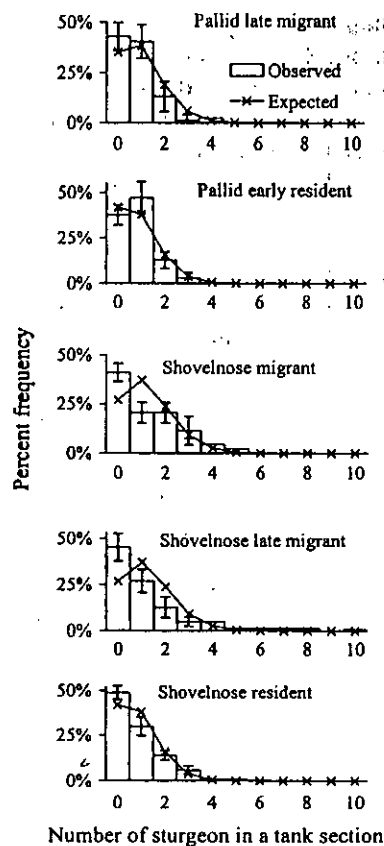 Pallid late migrant
Observed
Expected
50%
25%
0%
0 2 4 6 8 10
Pallid early resident
50%
25%
0%
0 2 4 6 8 10
Shovelnose migrant
50%
25%
0%
0 2 4 6 8 10
Shovelnose late migrant
50%
25%
0%
0 2 4 6 8 10
Shovelnose resident
50%
25%
0%
0 2 4 6 8 10
Percent frequency
Number of sturgeon in a tank section